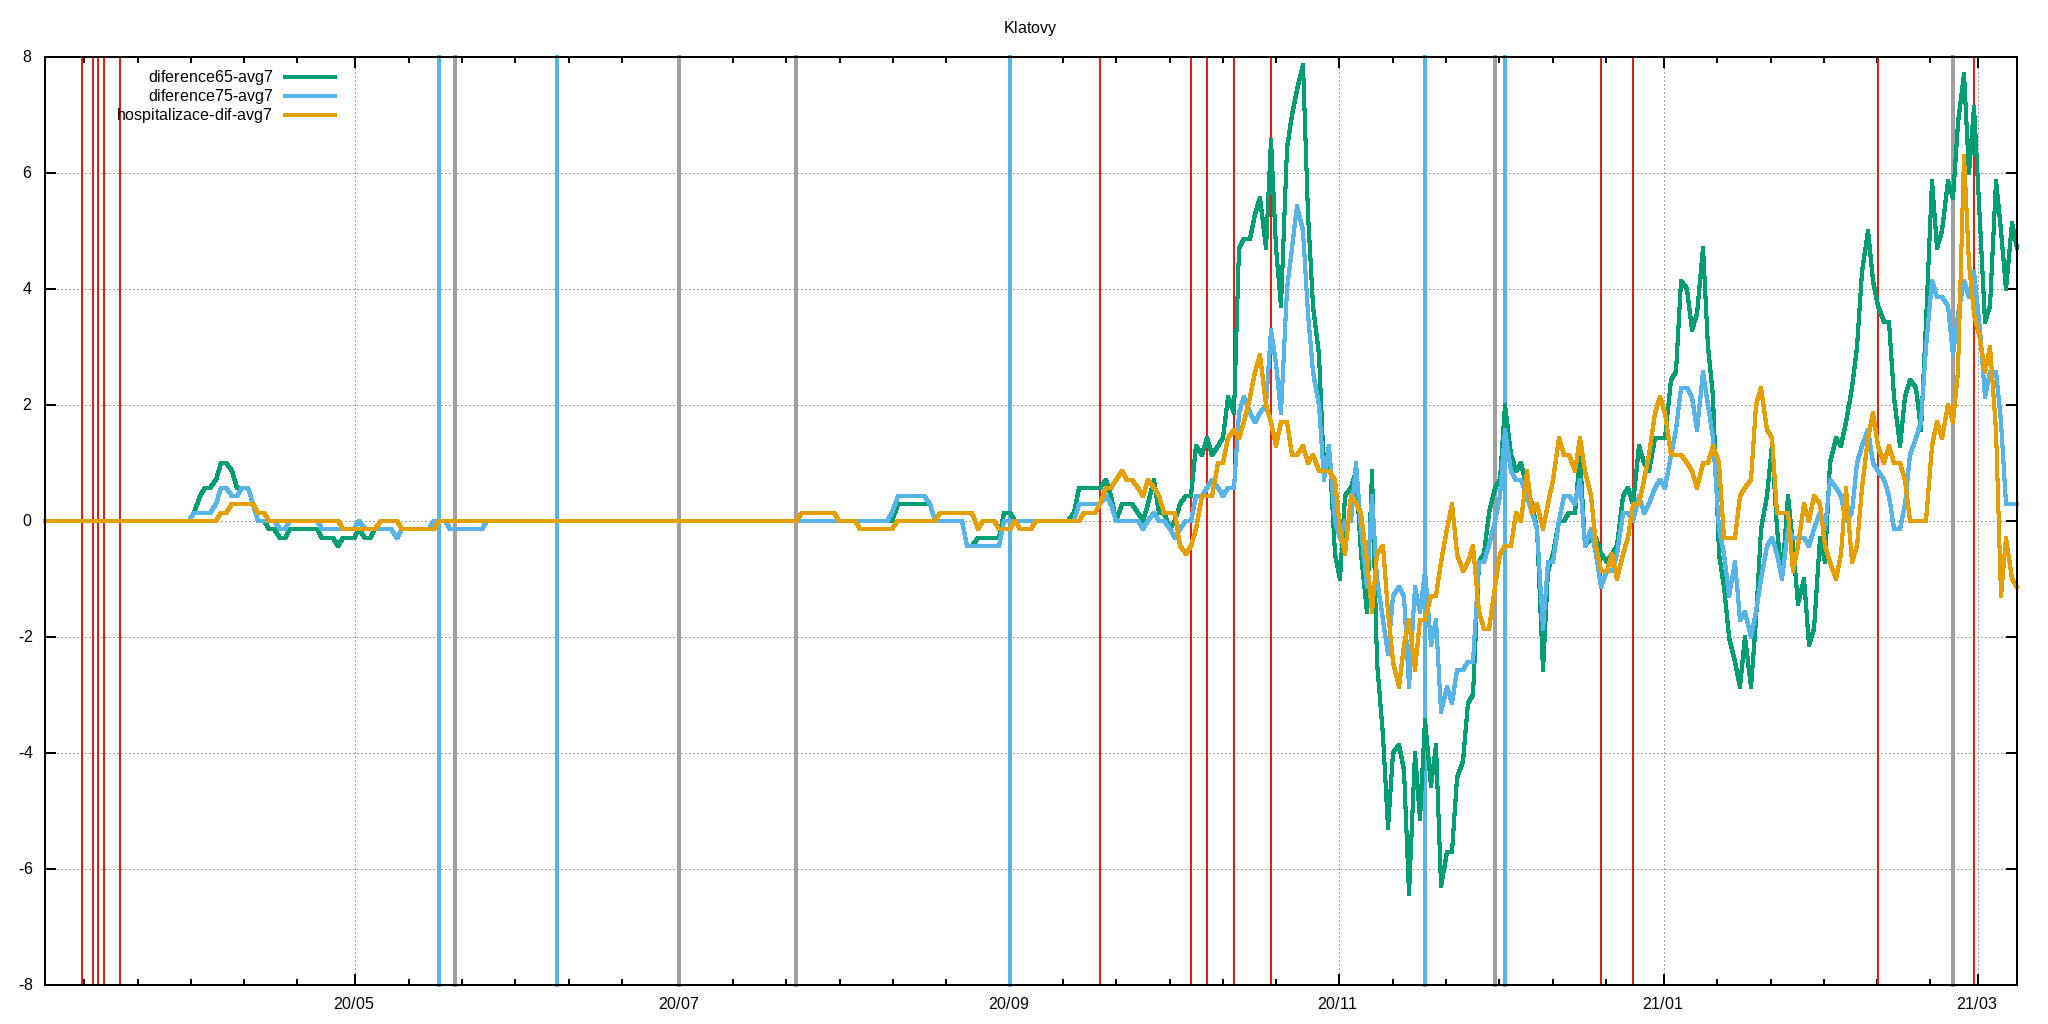 Klatovy
diference65-avg7
diference75-avg7
hospitalizace-dif-avg7
8
6
4
2
0
-2
-4
-6
-8
20/05 20/07 20/09 20/11 21/01 21/03